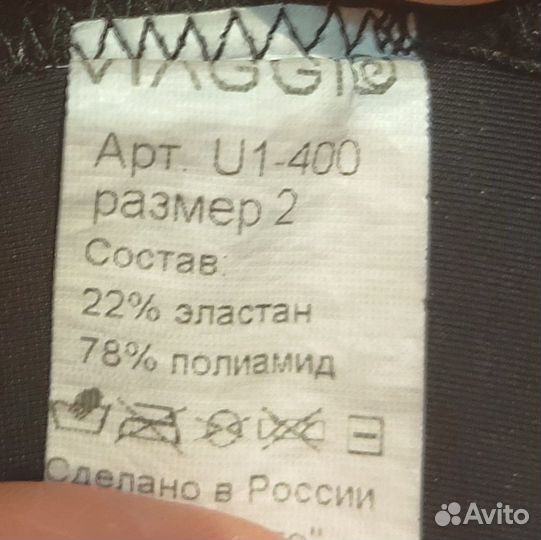 VIAGGIO
Арт. U1-400
размер 2
Состав:
22% эластан
78% полиамид
Сделано в России
Avito